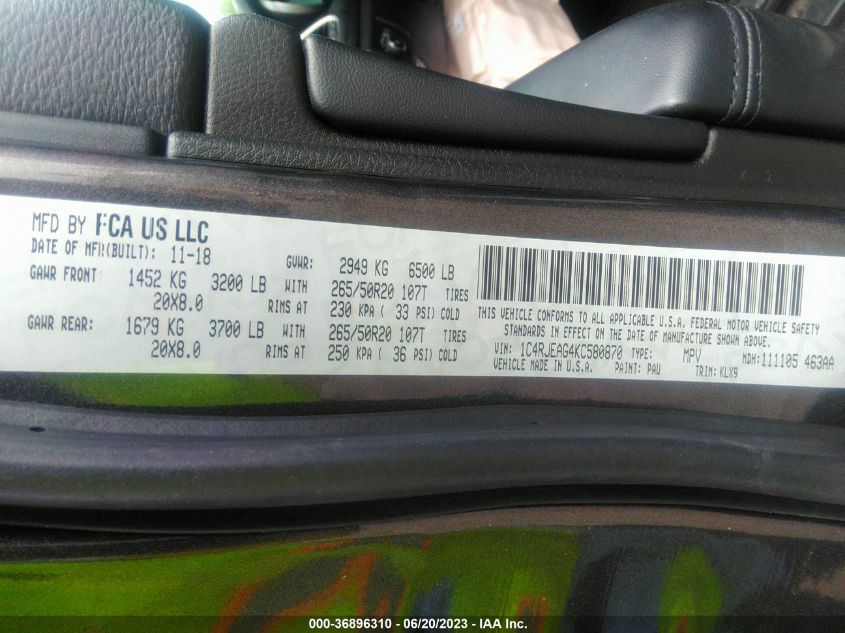 MFD BY FCA US LLC
DATE OF MFR(BUILT): 11-18 GVWR: 2949 KG 6500 LB
GAWR FRONT: 1452 KG 3200 LB WITH 265/50R20 107T TIRES
20X8.0 RIMS AT 230 KPA ( 33 PSI) COLD
GAWR REAR: 1679 KG 3700 LB WITH 265/50R20 107T TIRES
20X8.0 RIMS AT 250 KPA ( 36 PSI) COLD
THIS VEHICLE CONFORMS TO ALL APPLICABLE U.S.A. FEDERAL MOTOR VEHICLE SAFETY
STANDARDS IN EFFECT ON THE DATE OF MANUFACTURE SHOWN ABOVE.
VIN: 1C4RJEAG4KC580870 TYPE: MPV MDH:111105 463AA
VEHICLE MADE IN U.S.A. PAINT: PAU TRIM: KLX9
000-36896310 - 06/20/2023 - IAA Inc.